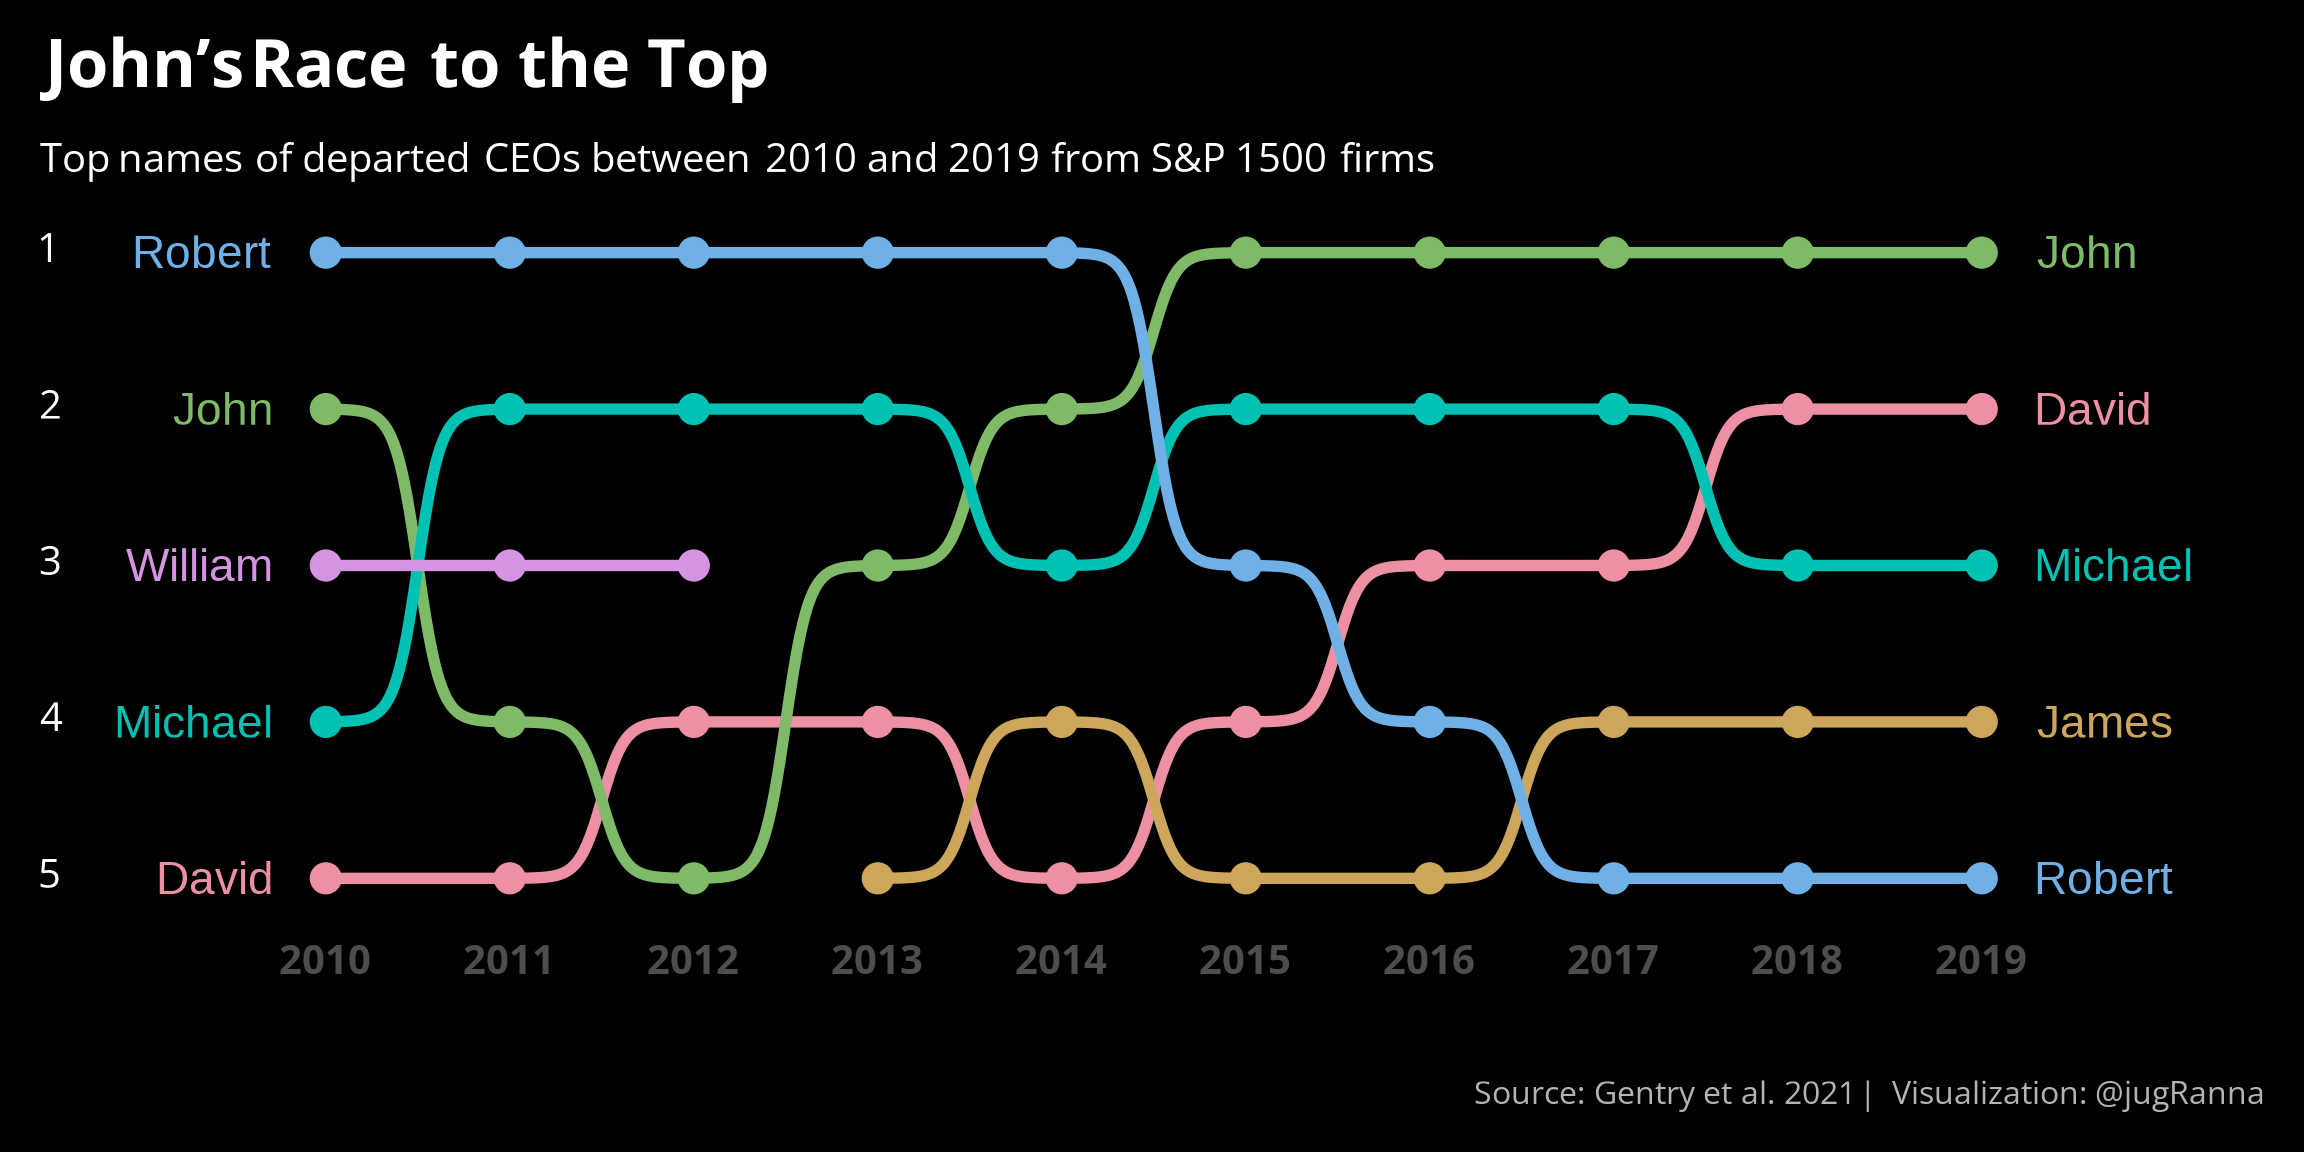 John’s Race to the Top
Top names of departed CEOs between 2010 and 2019 from S&P 1500 firms
1 Robert John
2 John David
3 William Michael
4 Michael James
5 David Robert
2010 2011 2012 2013 2014 2015 2016 2017 2018 2019
Source: Gentry et al. 2021 | Visualization: @jugRanna